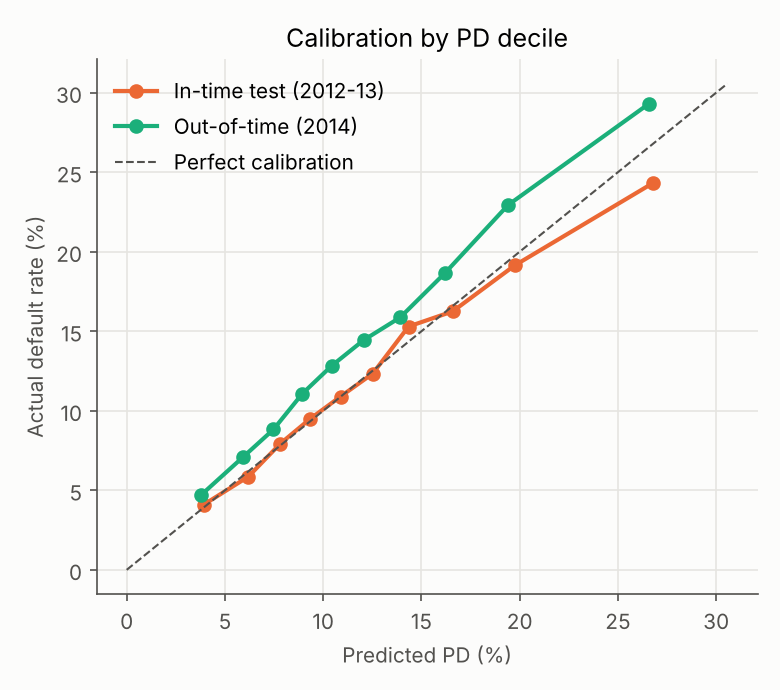 Calibration by PD decile
In-time test (2012-13)
Out-of-time (2014)
Perfect calibration
Actual default rate (%)
30
25
20
15
10
5
0
0 5 10 15 20 25 30
Predicted PD (%)